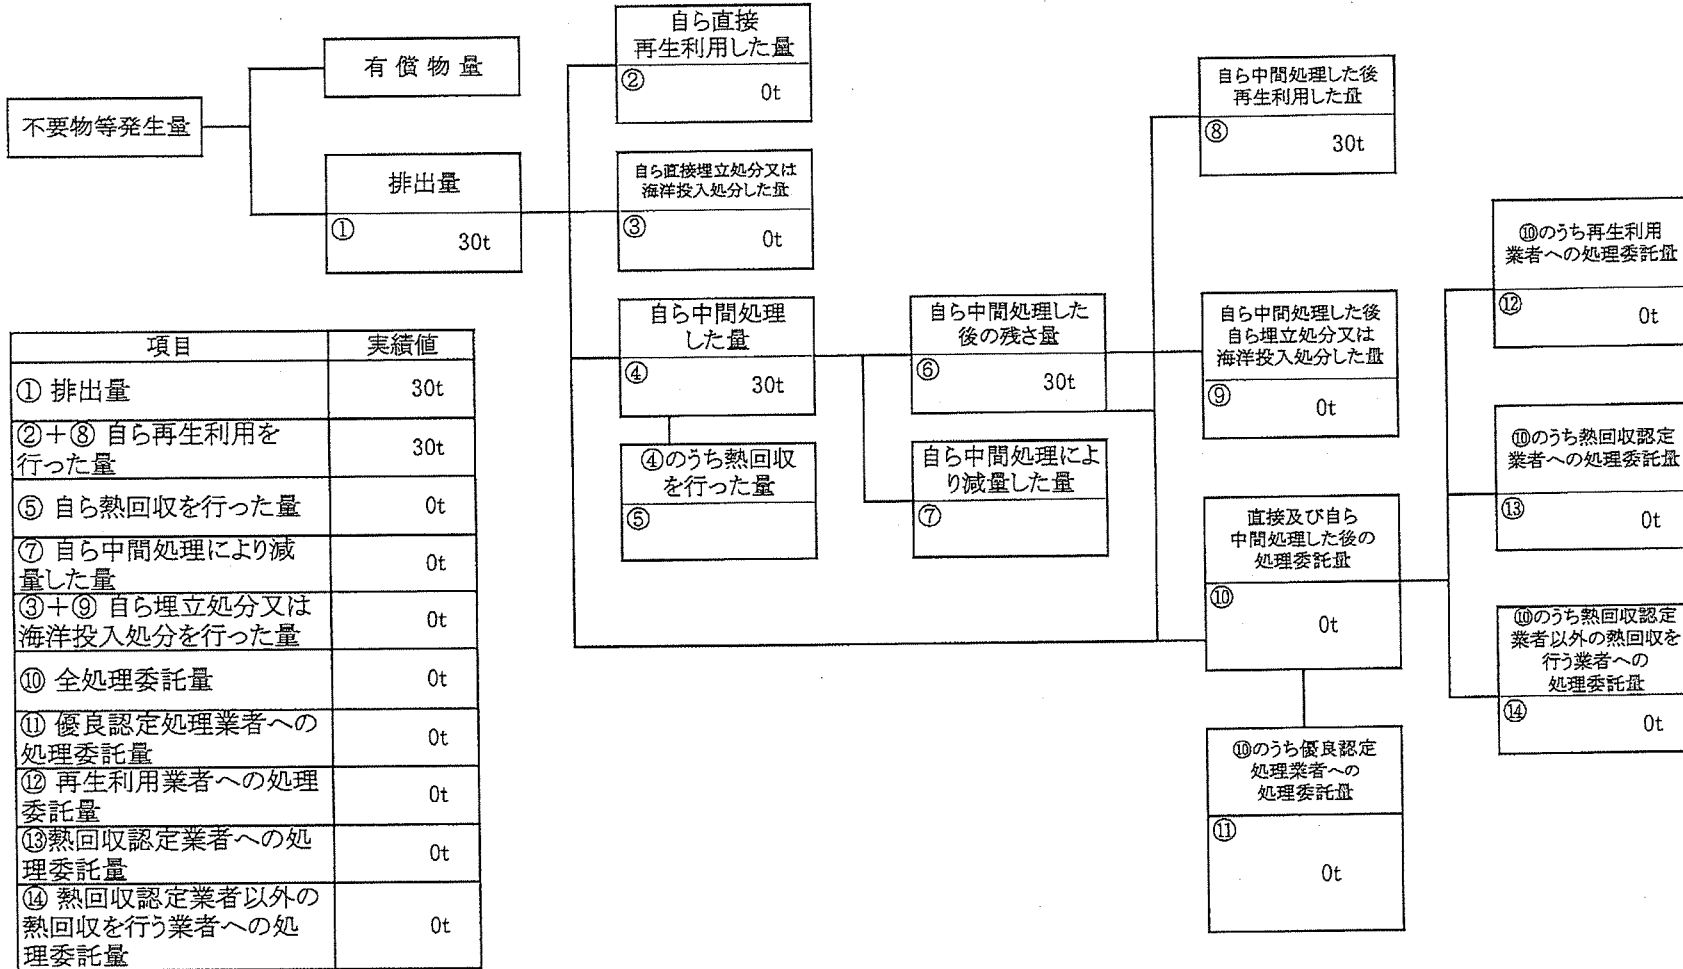 不要物等発生量
有償物量
排出量
①
30t
自ら直接
再生利用した量
②
0t
自ら直接埋立処分又は
海洋投入処分した量
③
0t
自ら中間処理
した量
④
30t
④のうち熱回収
を行った量
⑤
自ら中間処理した
後の残さ量
⑥
30t
自ら中間処理によ
り減量した量
⑦
自ら中間処理した後
再生利用した量
⑧
30t
自ら中間処理した後
自ら埋立処分又は
海洋投入処分した量
⑨
0t
直接及び自ら
中間処理した後の
処理委託量
⑩
0t
⑩のうち優良認定
処理業者への
処理委託量
⑪
0t
⑩のうち再生利用
業者への処理委託量
⑫
0t
⑩のうち熱回収認定
業者への処理委託量
⑬
0t
⑩のうち熱回収認定
業者以外の熱回収を
行う業者への
処理委託量
⑭
0t
項目 実績値
① 排出量 30t
②+⑧ 自ら再生利用を
行った量 30t
⑤ 自ら熱回収を行った量 0t
⑦ 自ら中間処理により減
量した量 0t
③+⑨ 自ら埋立処分又は
海洋投入処分を行った量 0t
⑩ 全処理委託量 0t
⑪ 優良認定処理業者への
処理委託量 0t
⑫ 再生利用業者への処理
委託量 0t
⑬熱回収認定業者への処
理委託量 0t
⑭ 熱回収認定業者以外の
熱回収を行う業者への処
理委託量 0t